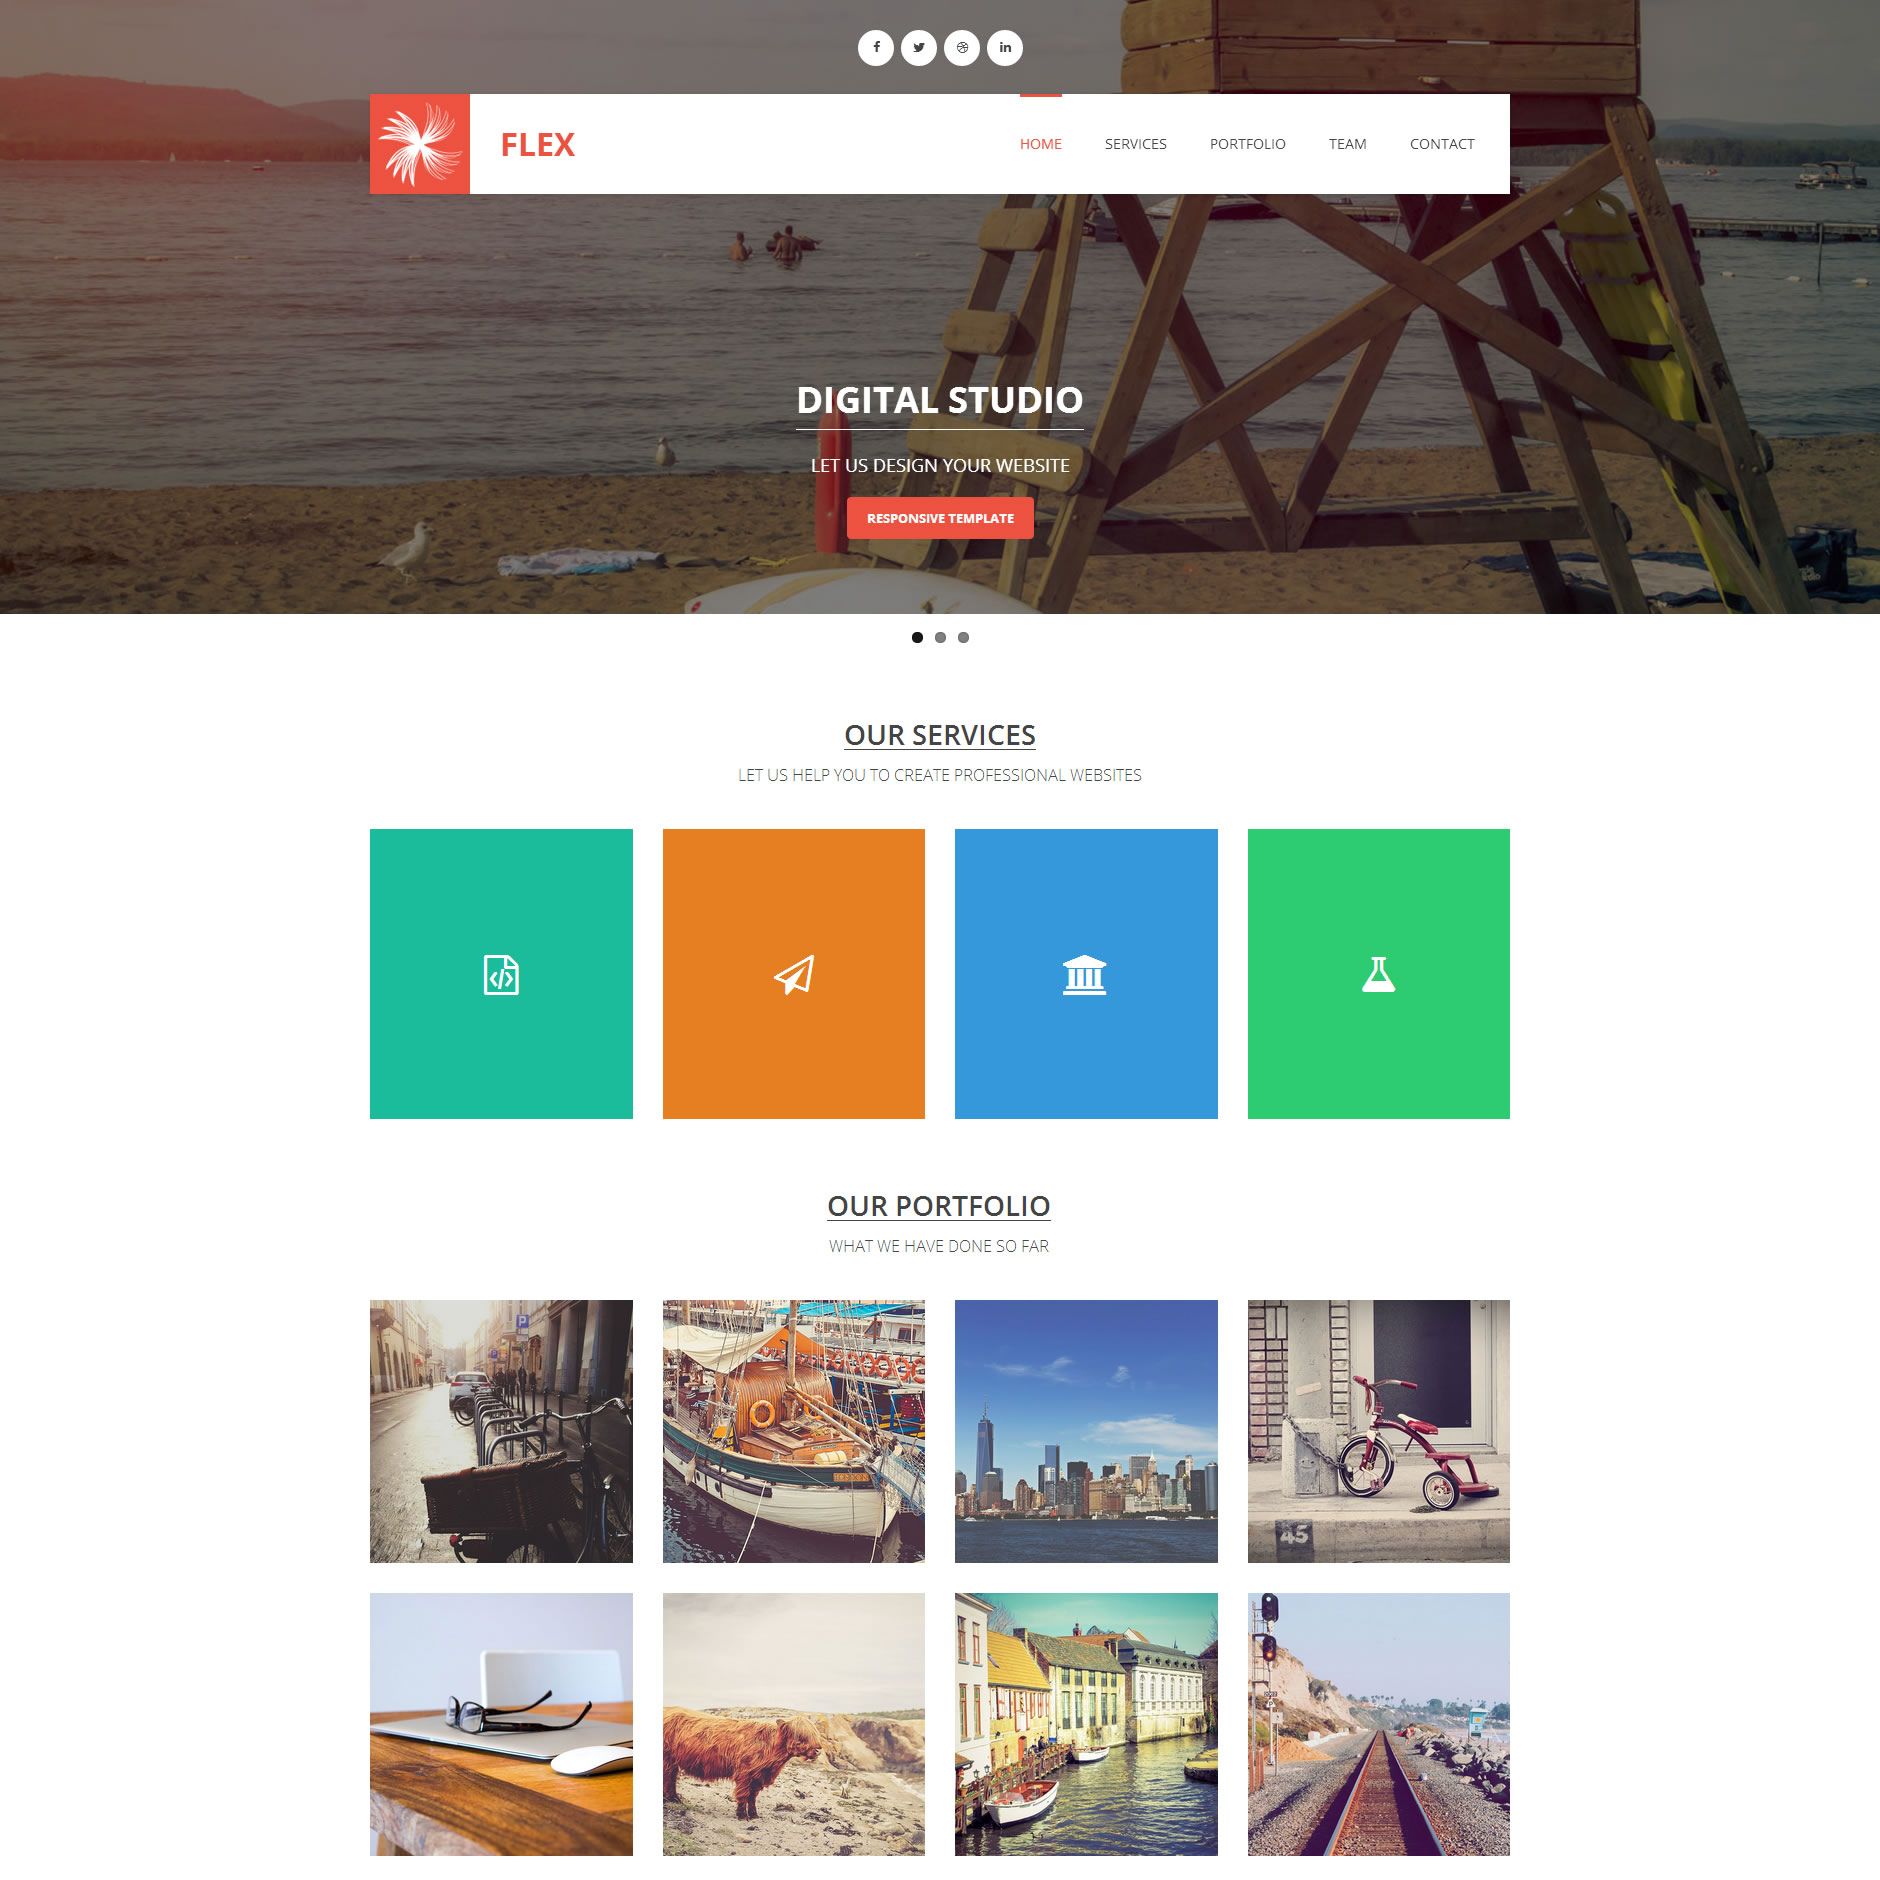 FLEX
HOME SERVICES PORTFOLIO TEAM CONTACT
DIGITAL STUDIO
LET US DESIGN YOUR WEBSITE
RESPONSIVE TEMPLATE
OUR SERVICES
LET US HELP YOU TO CREATE PROFESSIONAL WEBSITES
OUR PORTFOLIO
WHAT WE HAVE DONE SO FAR
P
45